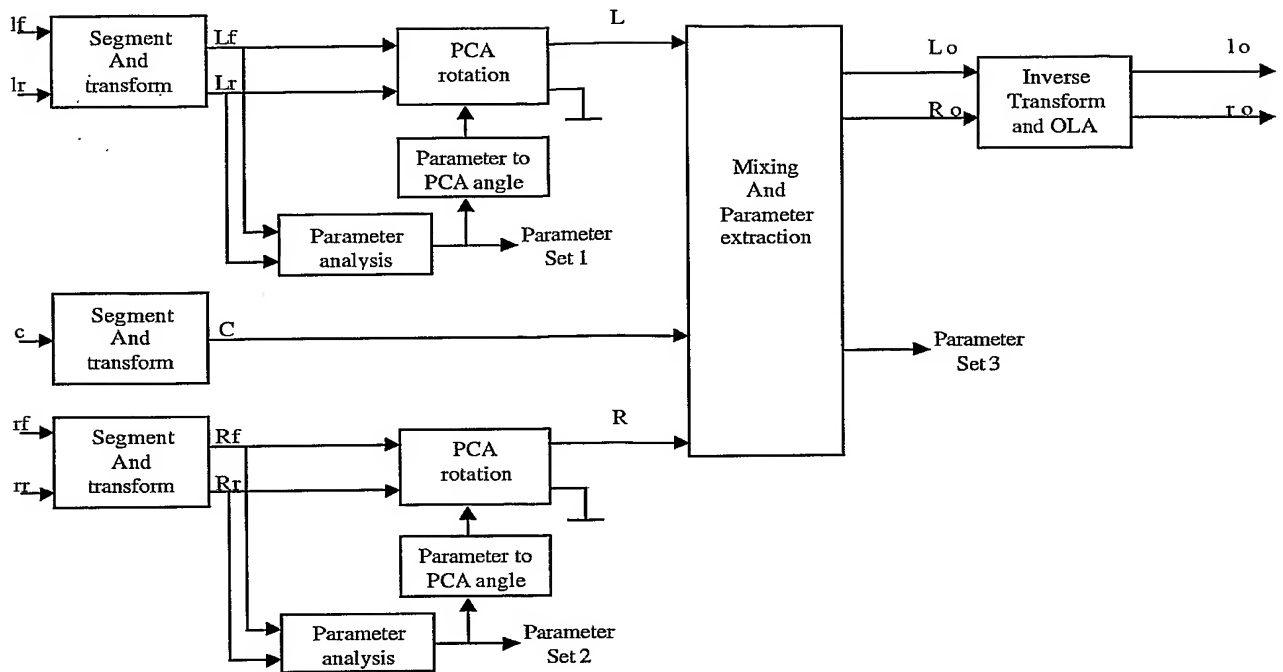 lf
lr
Segment
And
transform
Lf
Lr
PCA
rotation
L
Parameter to
PCA angle
Parameter
analysis
Parameter
Set 1
c
Segment
And
transform
C
rf
rr
Segment
And
transform
Rf
Rr
PCA
rotation
R
Parameter to
PCA angle
Parameter
analysis
Parameter
Set 2
Mixing
And
Parameter
extraction
Lo
Ro
Parameter
Set 3
Inverse
Transform
and OLA
lo
ro